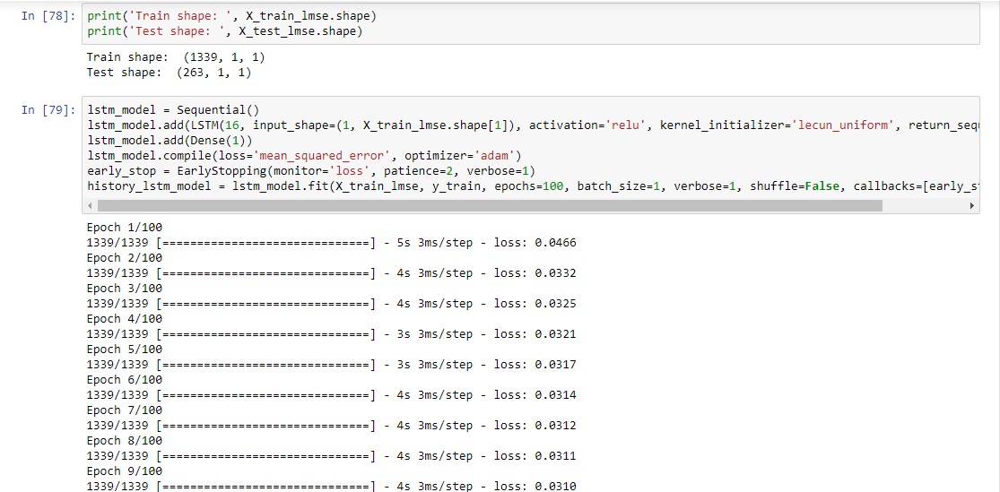 In [78]: print('Train shape: ', X_train_lmse.shape)
print('Test shape: ', X_test_lmse.shape)
Train shape:  (1339, 1, 1)
Test shape:  (263, 1, 1)
In [79]: lstm_model = Sequential()
lstm_model.add(LSTM(16, input_shape=(1, X_train_lmse.shape[1]), activation='relu', kernel_initializer='lecun_uniform', return_seq
lstm_model.add(Dense(1))
lstm_model.compile(loss='mean_squared_error', optimizer='adam')
early_stop = EarlyStopping(monitor='loss', patience=2, verbose=1)
history_lstm_model = lstm_model.fit(X_train_lmse, y_train, epochs=100, batch_size=1, verbose=1, shuffle=False, callbacks=[early_st
Epoch 1/100
1339/1339 [==============================] - 5s 3ms/step - loss: 0.0466
Epoch 2/100
1339/1339 [==============================] - 4s 3ms/step - loss: 0.0332
Epoch 3/100
1339/1339 [==============================] - 4s 3ms/step - loss: 0.0325
Epoch 4/100
1339/1339 [==============================] - 3s 3ms/step - loss: 0.0321
Epoch 5/100
1339/1339 [==============================] - 3s 3ms/step - loss: 0.0317
Epoch 6/100
1339/1339 [==============================] - 4s 3ms/step - loss: 0.0314
Epoch 7/100
1339/1339 [==============================] - 4s 3ms/step - loss: 0.0312
Epoch 8/100
1339/1339 [==============================] - 4s 3ms/step - loss: 0.0311
Epoch 9/100
1339/1339 [==============================] - 4s 3ms/step - loss: 0.0310